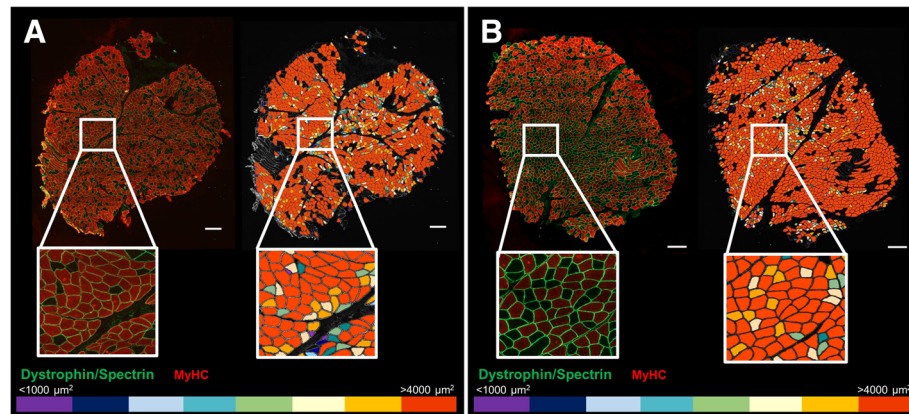 A
B
Dystrophin/Spectrin MyHC
<1000 µm² >4000 µm²
Dystrophin/Spectrin MyHC
<1000 µm² >4000 µm²